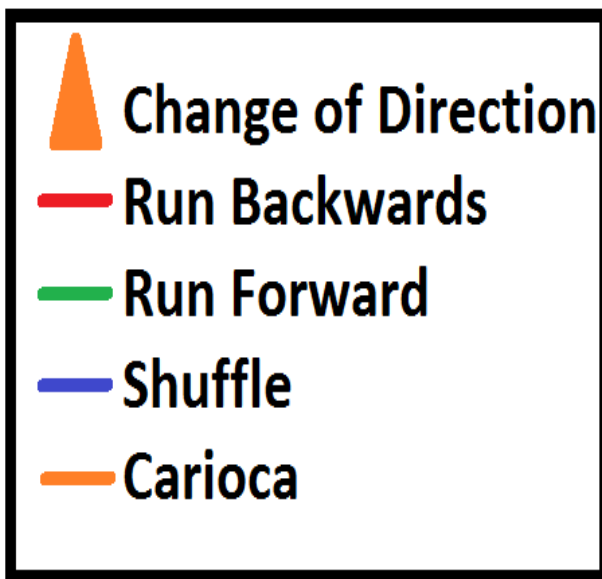 Change of Direction
Run Backwards
Run Forward
Shuffle
Carioca